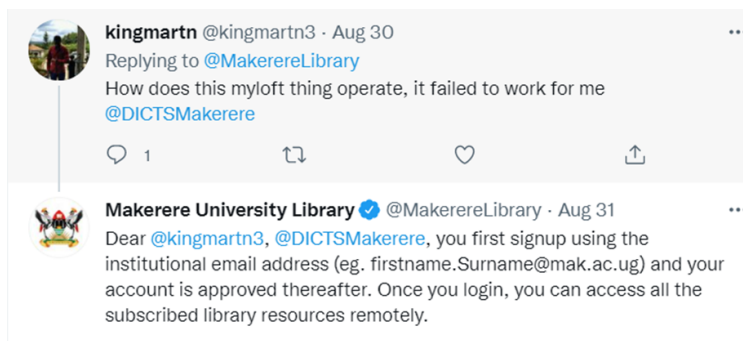 kingmartn @kingmartn3 · Aug 30
Replying to @MakerereLibrary
How does this myloft thing operate, it failed to work for me
@DICTSMakerere
1
Makerere University Library @MakerereLibrary · Aug 31
Dear @kingmartn3, @DICTSMakerere, you first signup using the
institutional email address (eg. firstname.Surname@mak.ac.ug) and your
account is approved thereafter. Once you login, you can access all the
subscribed library resources remotely.